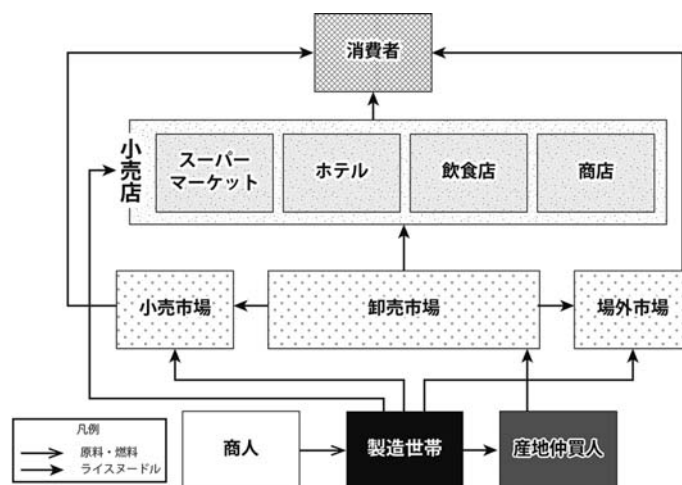 消費者
小売店
スーパー
マーケット
ホテル
飲食店
商店
小売市場
卸売市場
場外市場
凡例
原料・燃料
ライスヌードル
商人
製造世帯
産地仲買人